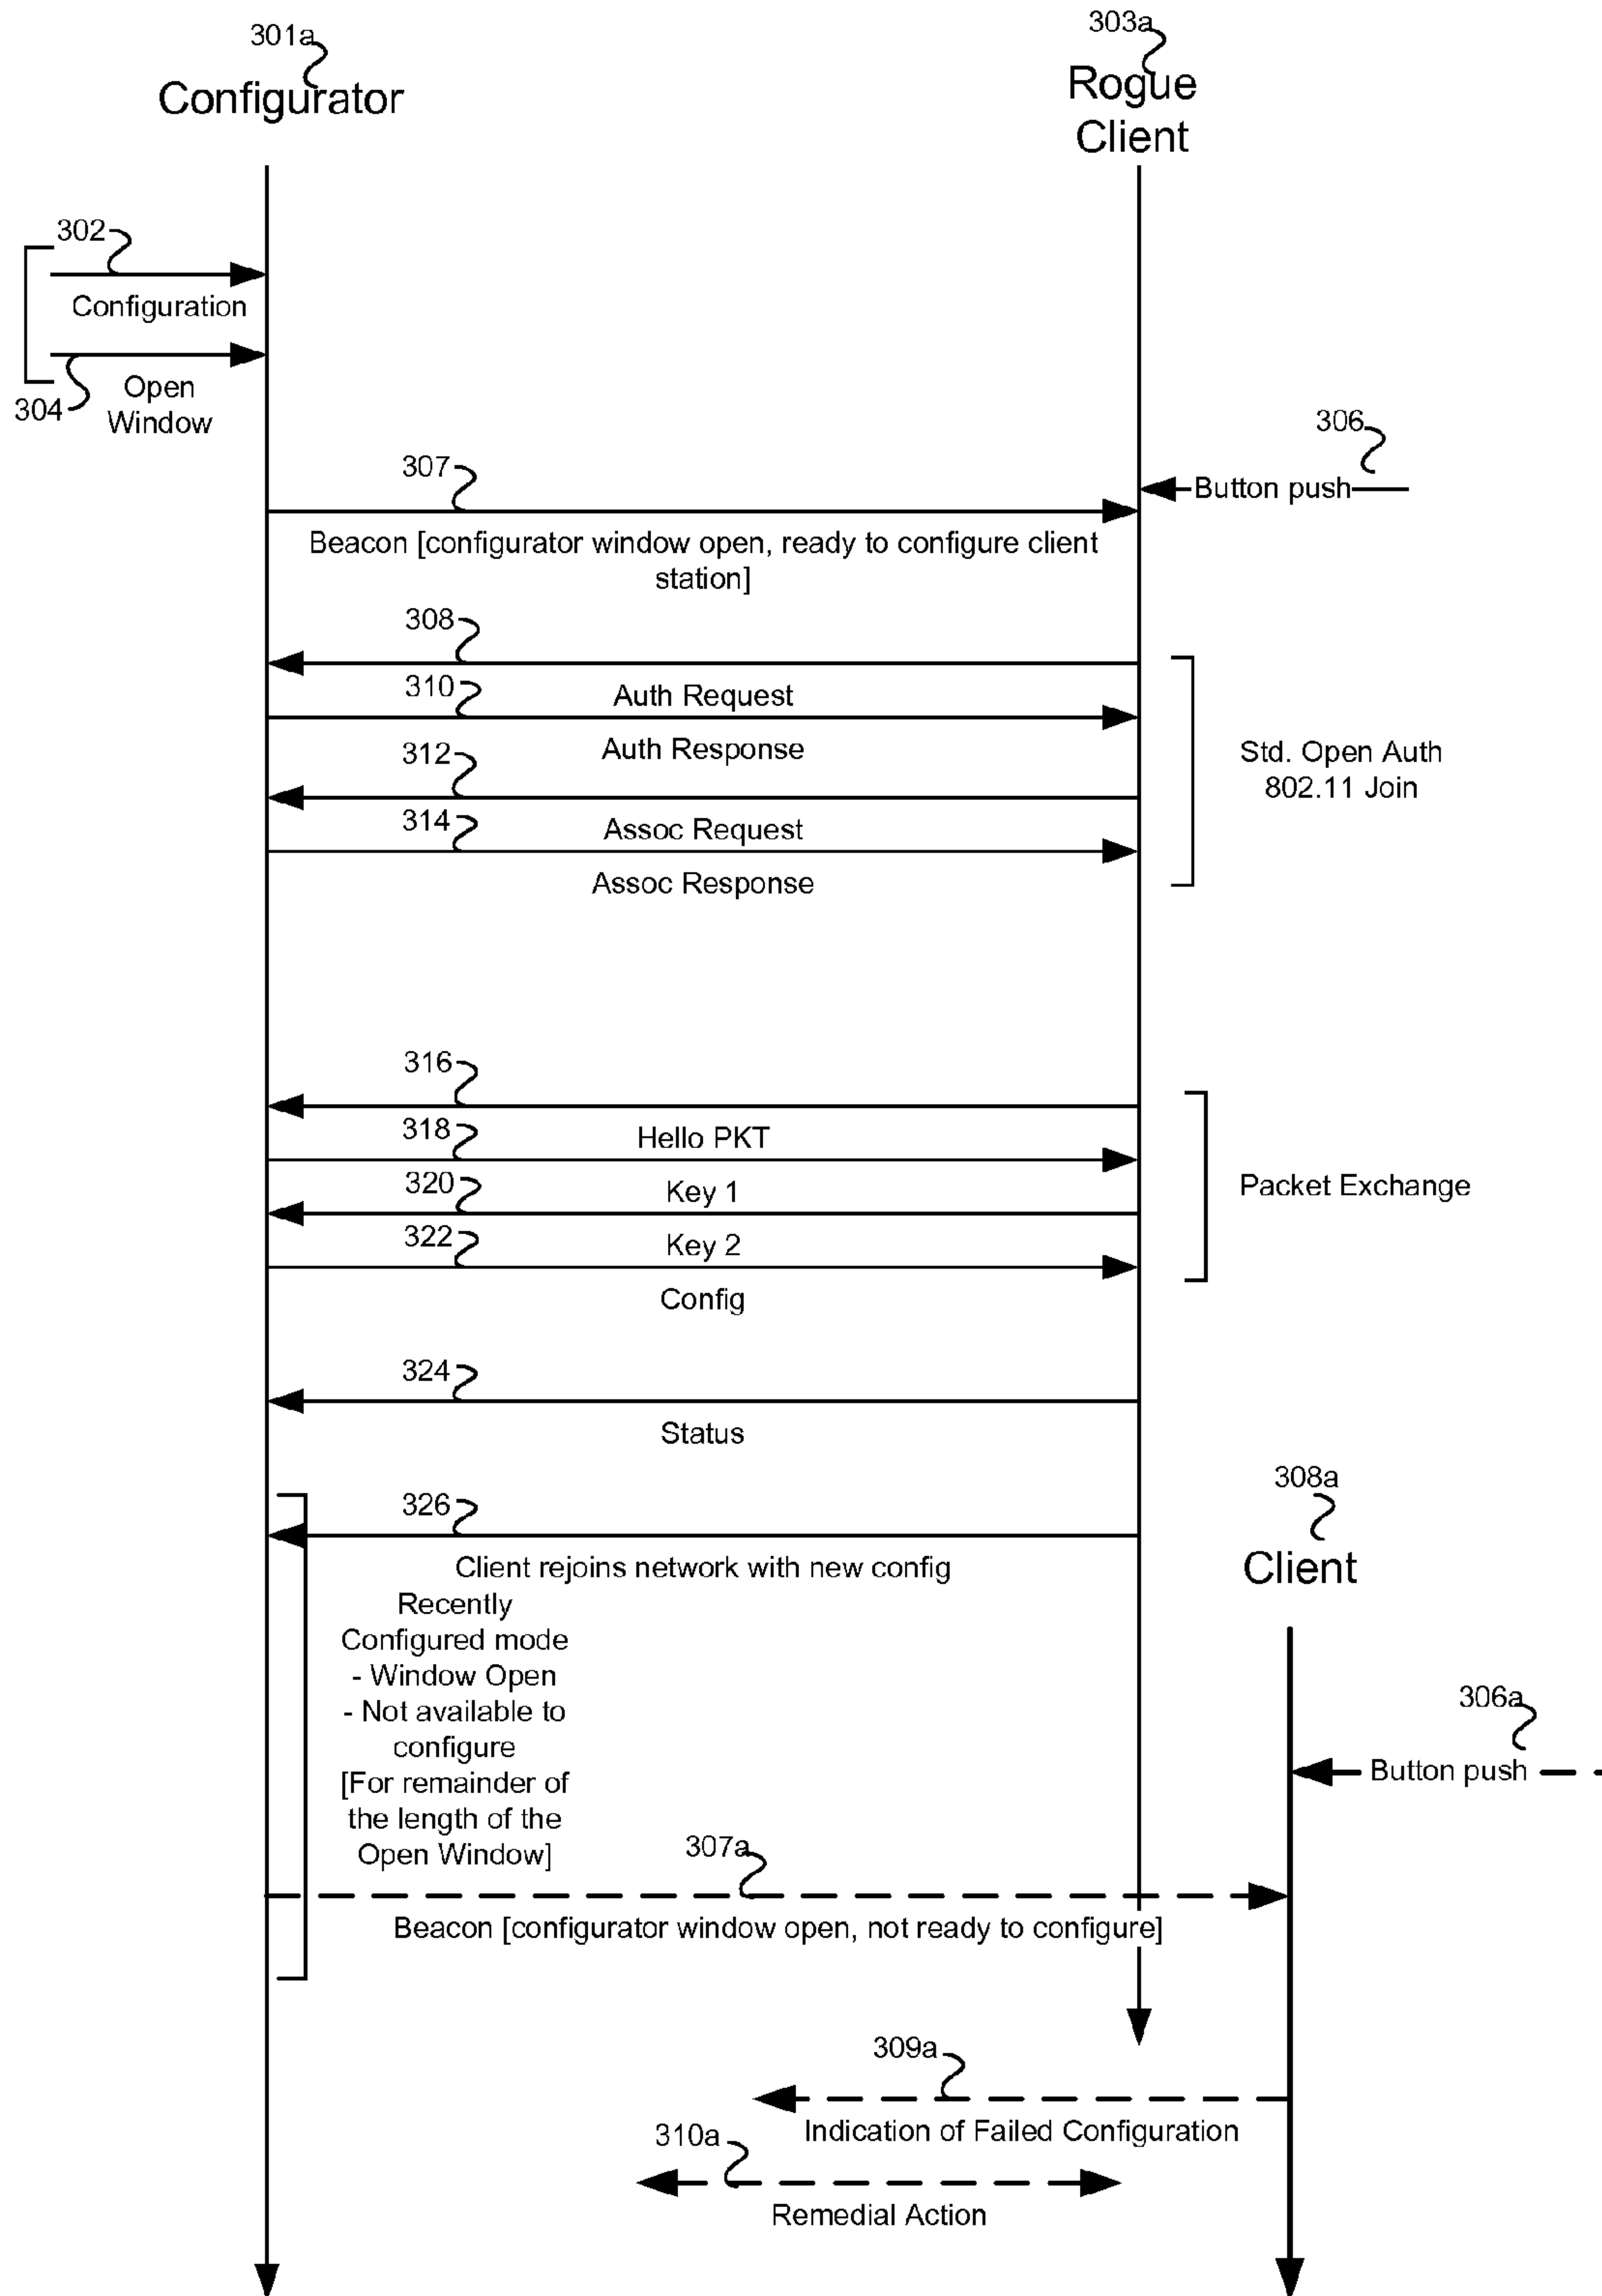 301a
Configurator
303a
Rogue
Client
302
Configuration
304
Open
Window
306
Button push
307
Beacon [configurator window open, ready to configure client
station]
308
Auth Request
310
Auth Response
312
Assoc Request
314
Assoc Response
Std. Open Auth
802.11 Join
316
Hello PKT
318
Key 1
320
Key 2
322
Config
Packet Exchange
324
Status
326
Client rejoins network with new config
Recently
Configured mode
- Window Open
- Not available to
configure
[For remainder of
the length of the
Open Window]
308a
Client
306a
Button push
307a
Beacon [configurator window open, not ready to configure]
309a
Indication of Failed Configuration
310a
Remedial Action